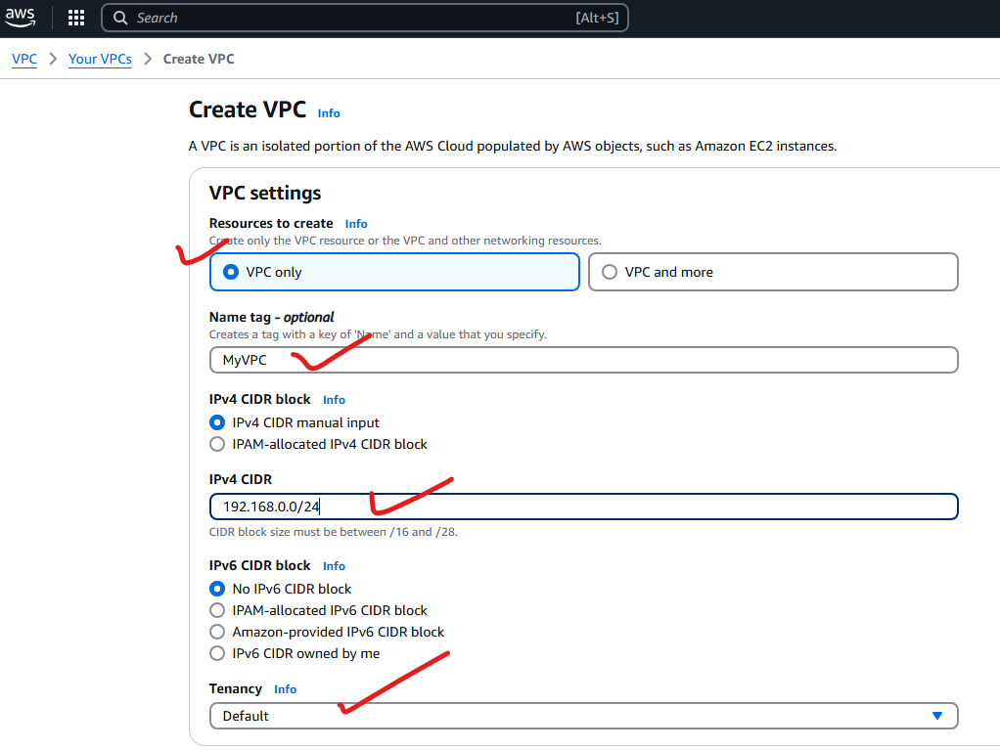 aws
Search [Alt+S]
VPC > Your VPCs > Create VPC
Create VPC Info
A VPC is an isolated portion of the AWS Cloud populated by AWS objects, such as Amazon EC2 instances.
VPC settings
Resources to create Info
Create only the VPC resource or the VPC and other networking resources.
VPC only VPC and more
Name tag - optional
Creates a tag with a key of 'Name' and a value that you specify.
MyVPC
IPv4 CIDR block Info
IPv4 CIDR manual input
IPAM-allocated IPv4 CIDR block
IPv4 CIDR
192.168.0.0/24
CIDR block size must be between /16 and /28.
IPv6 CIDR block Info
No IPv6 CIDR block
IPAM-allocated IPv6 CIDR block
Amazon-provided IPv6 CIDR block
IPv6 CIDR owned by me
Tenancy Info
Default